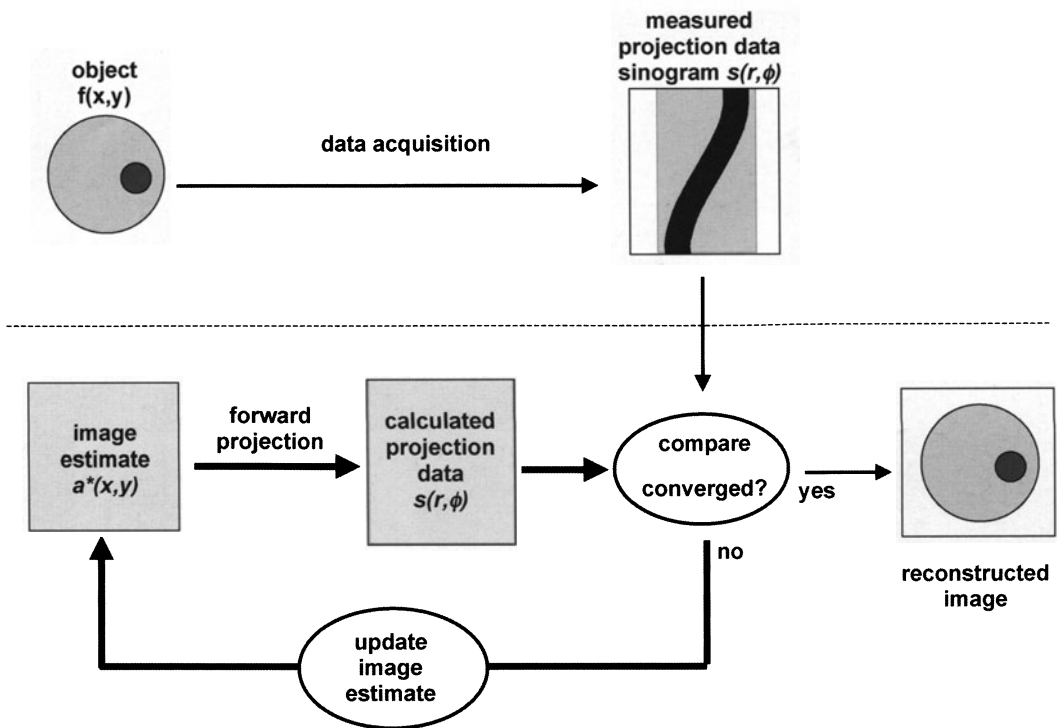 object
f(x,y)
data acquisition
measured
projection data
sinogram s(r,ϕ)
image
estimate
a*(x,y)
forward
projection
calculated
projection
data
s(r,ϕ)
compare
converged?
yes
no
reconstructed
image
update
image
estimate